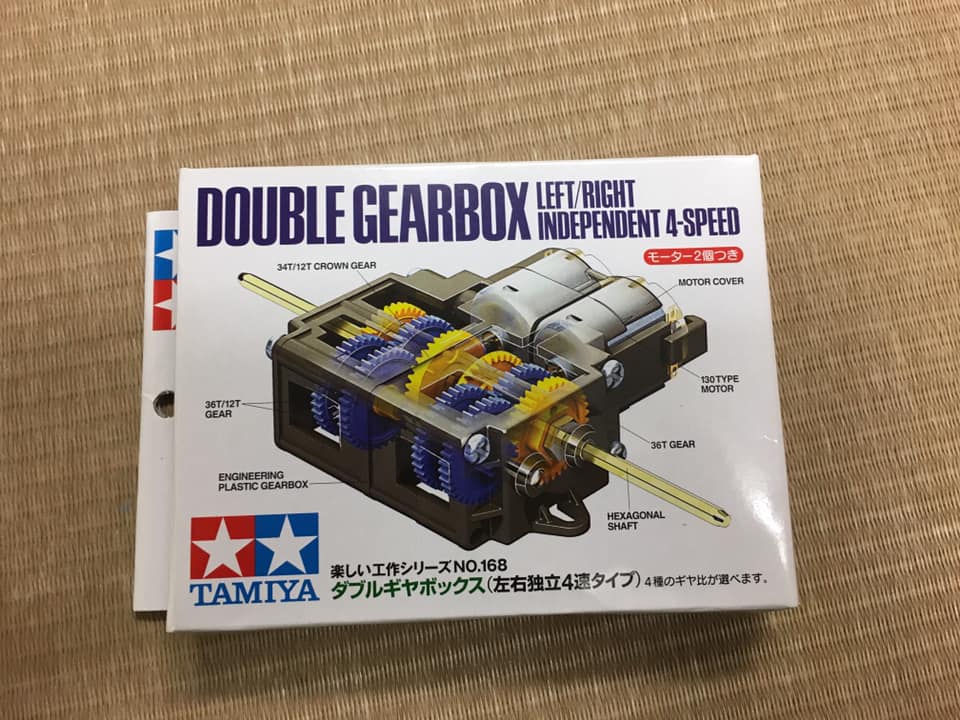 DOUBLE GEARBOX LEFT/RIGHT
INDEPENDENT 4-SPEED
モーター2個つき
34T/12T CROWN GEAR
MOTOR COVER
130 TYPE
MOTOR
36T/12T
GEAR
36T GEAR
ENGINEERING
PLASTIC GEARBOX
HEXAGONAL
SHAFT
楽しい工作シリーズNO.168
ダブルギヤボックス(左右独立4速タイプ)4種のギヤ比が選べます。
TAMIYA